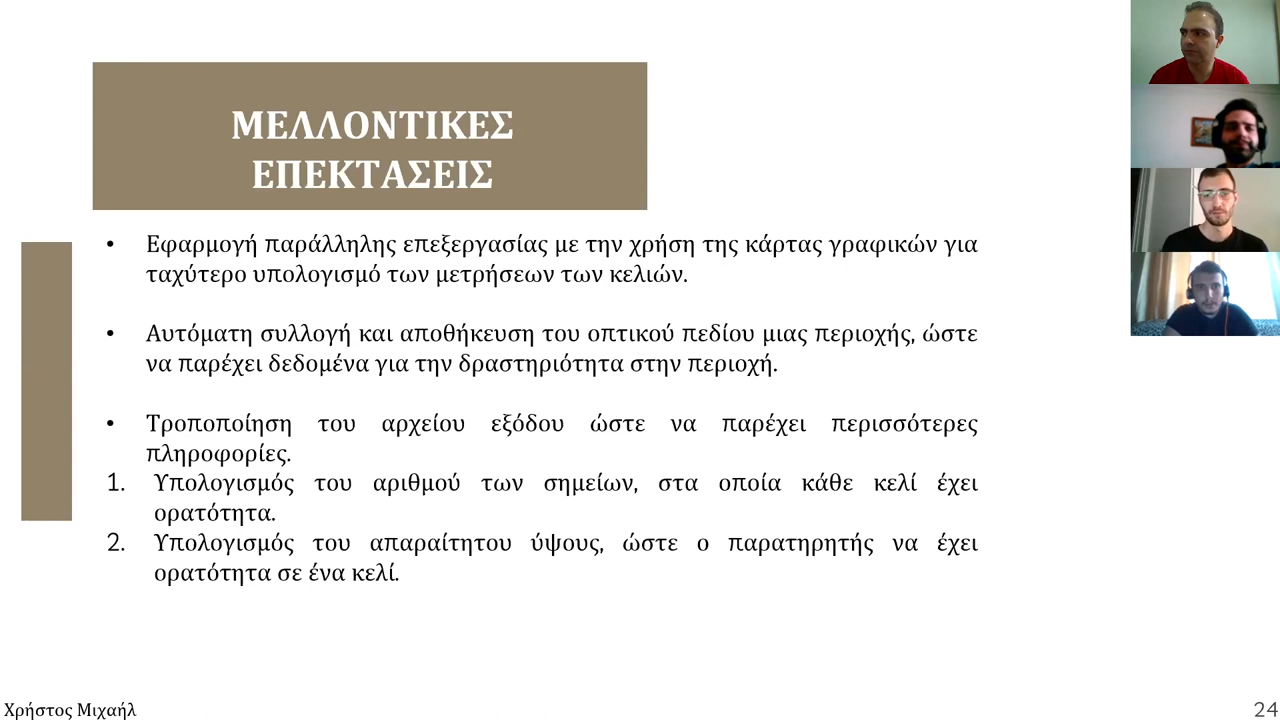 ΜΕΛΛΟΝΤΙΚΕΣ
ΕΠΕΚΤΑΣΕΙΣ
• Εφαρμογή παράλληλης επεξεργασίας με την χρήση της κάρτας γραφικών για
ταχύτερο υπολογισμό των μετρήσεων των κελιών.
• Αυτόματη συλλογή και αποθήκευση του οπτικού πεδίου μιας περιοχής, ώστε
να παρέχει δεδομένα για την δραστηριότητα στην περιοχή.
• Τροποποίηση του αρχείου εξόδου ώστε να παρέχει περισσότερες
πληροφορίες.
1. Υπολογισμός του αριθμού των σημείων, στα οποία κάθε κελί έχει
ορατότητα.
2. Υπολογισμός του απαραίτητου ύψους, ώστε ο παρατηρητής να έχει
ορατότητα σε ένα κελί.
Χρήστος Μιχαήλ
24